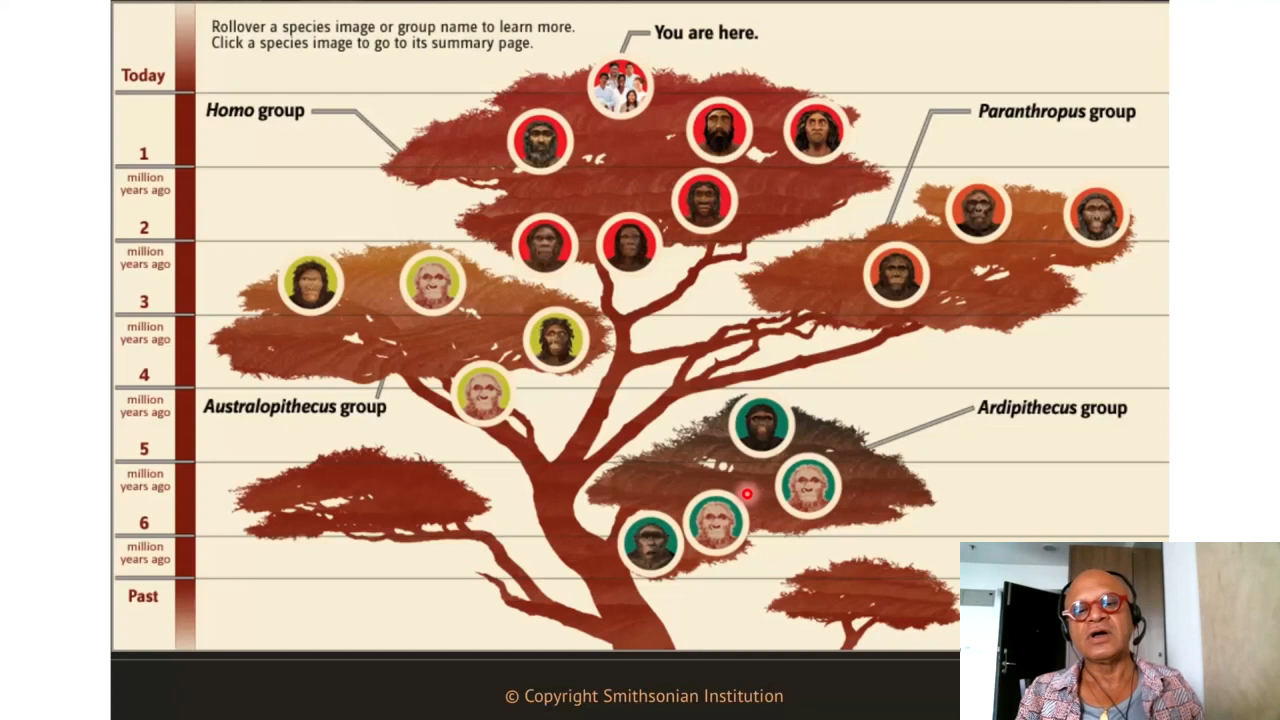 Rollover a species image or group name to learn more.
Click a species image to go to its summary page.
You are here.
Today
Homo group
Paranthropus group
1
million
years ago
2
million
years ago
3
million
years ago
4
million
years ago
Australopithecus group
Ardipithecus group
5
million
years ago
6
million
years ago
Past
© Copyright Smithsonian Institution